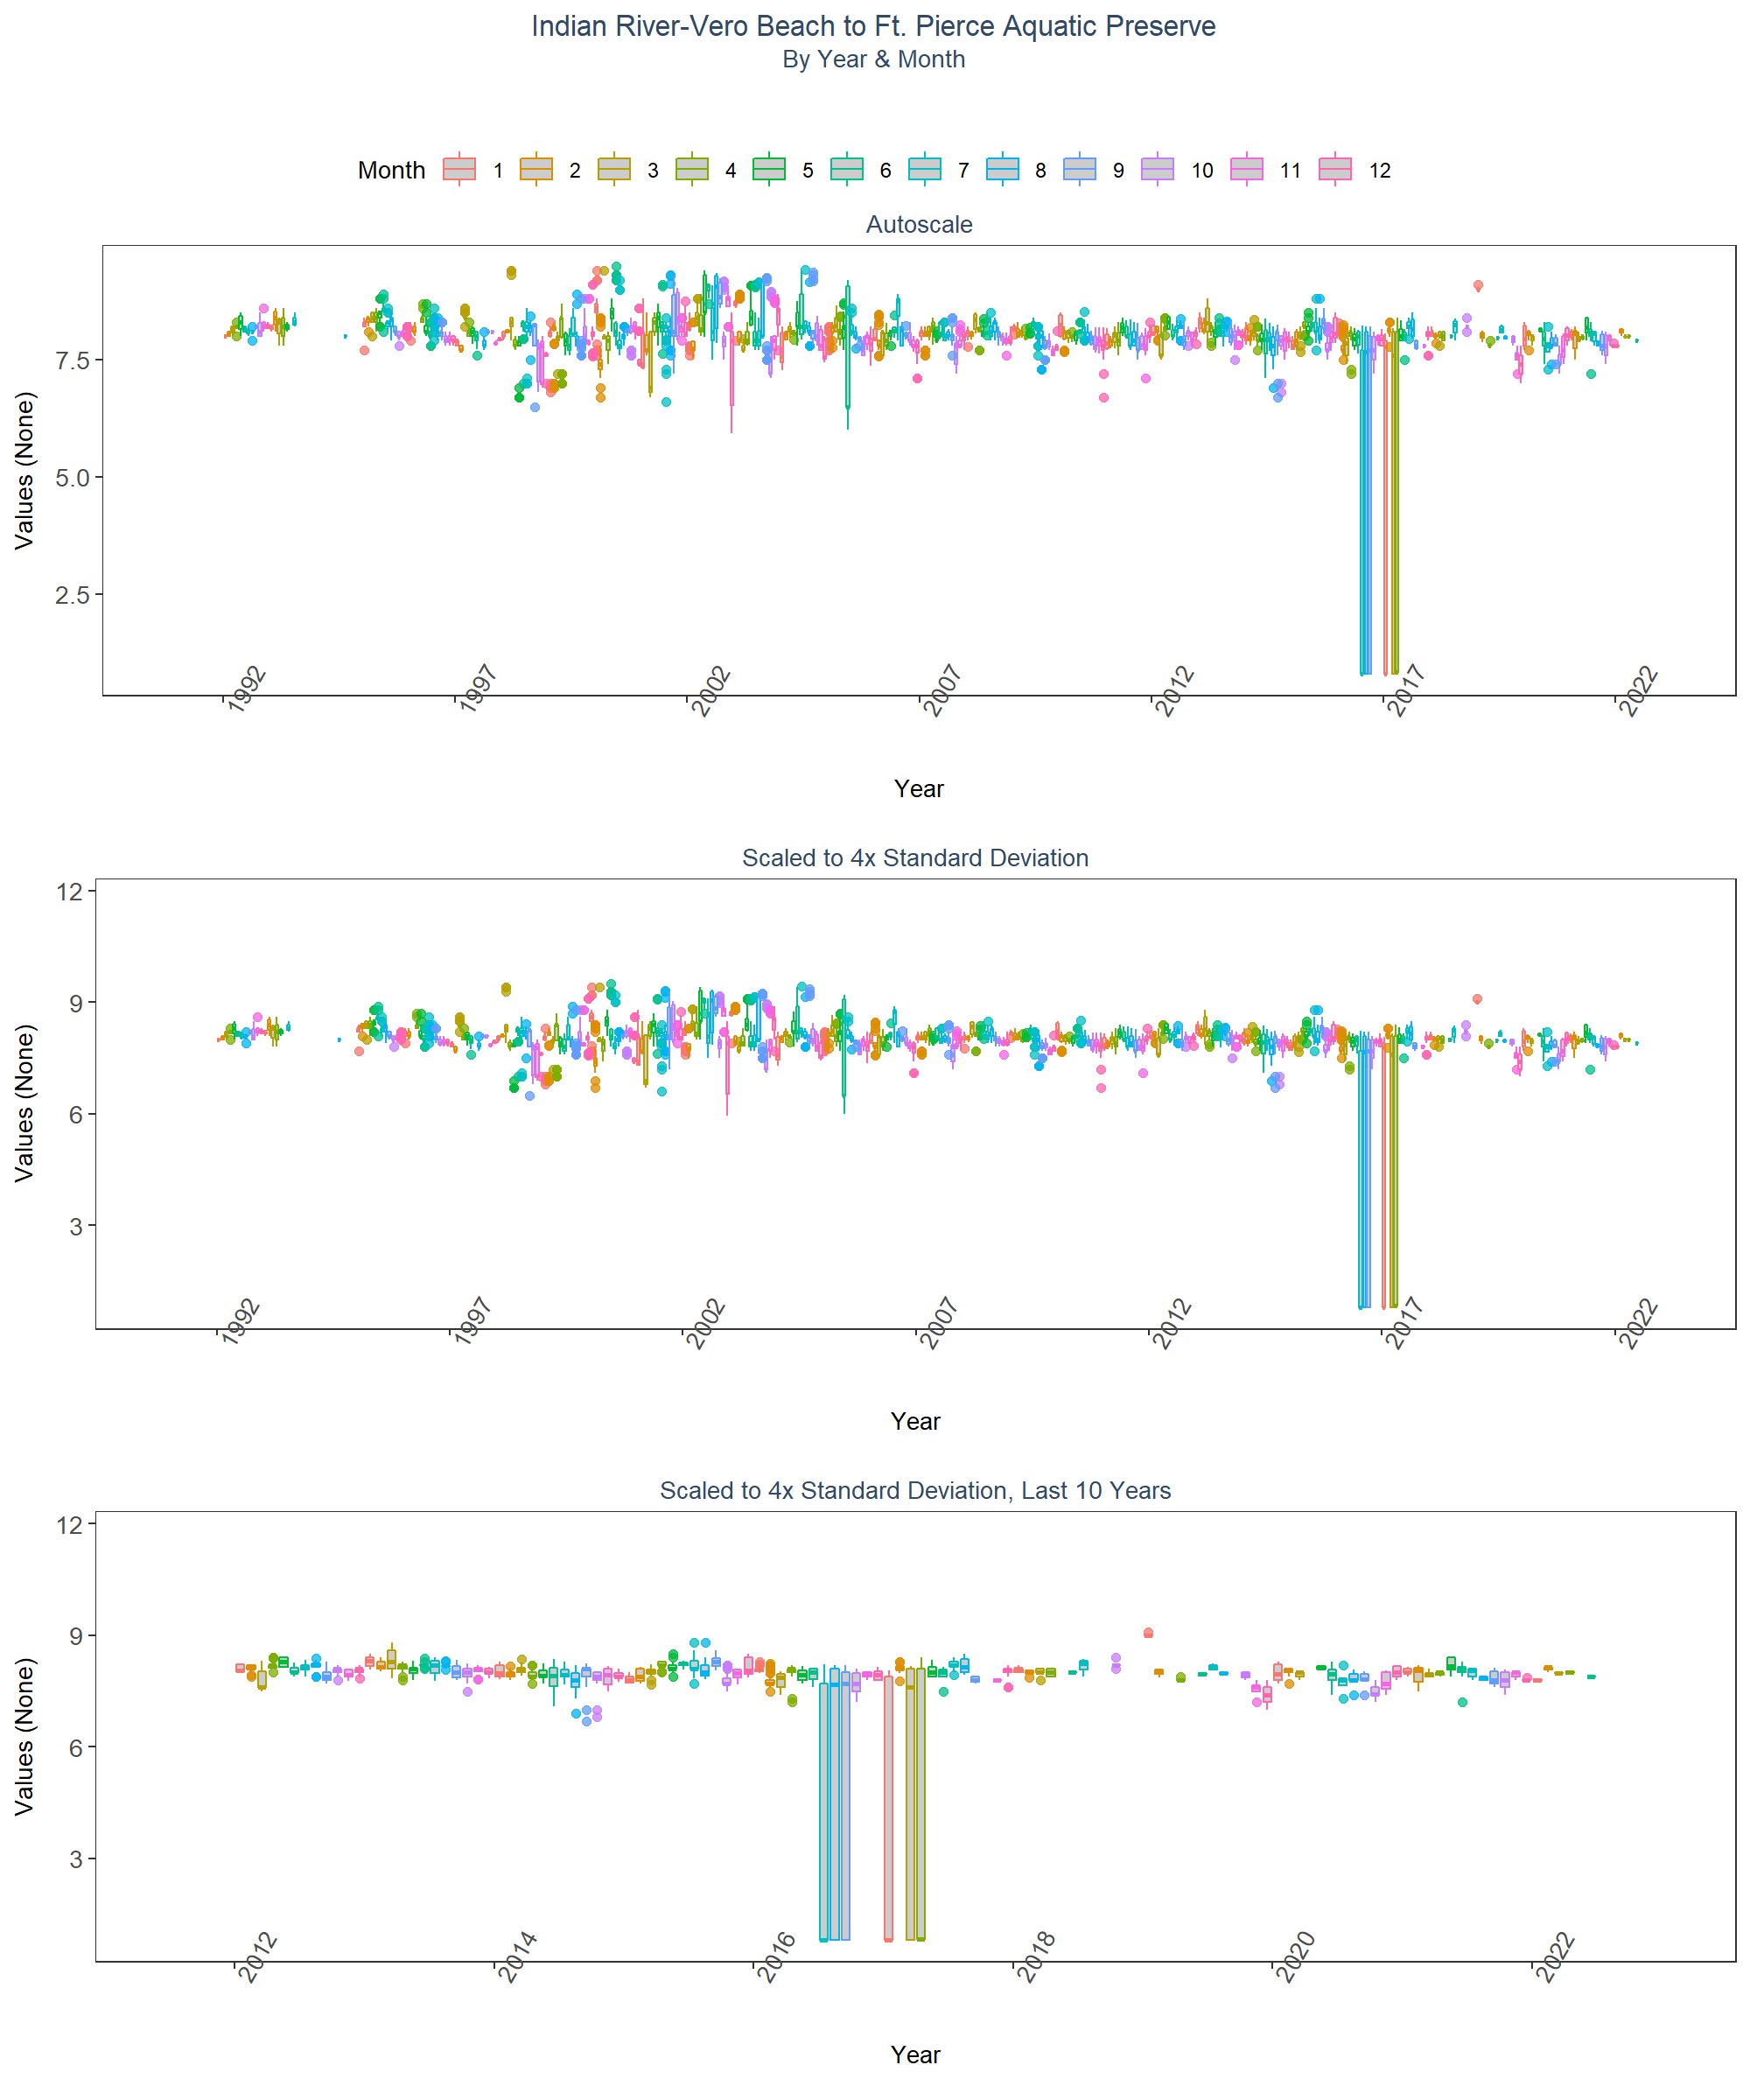 Indian River-Vero Beach to Ft. Pierce Aquatic Preserve
By Year & Month
Month 1 2 3 4 5 6 7 8 9 10 11 12
Autoscale
Values (None)
7.5
5.0
2.5
1992 1997 2002 2007 2012 2017 2022
Year
Scaled to 4x Standard Deviation
Values (None)
12
9
6
3
1992 1997 2002 2007 2012 2017 2022
Year
Scaled to 4x Standard Deviation, Last 10 Years
Values (None)
12
9
6
3
2012 2014 2016 2018 2020 2022
Year